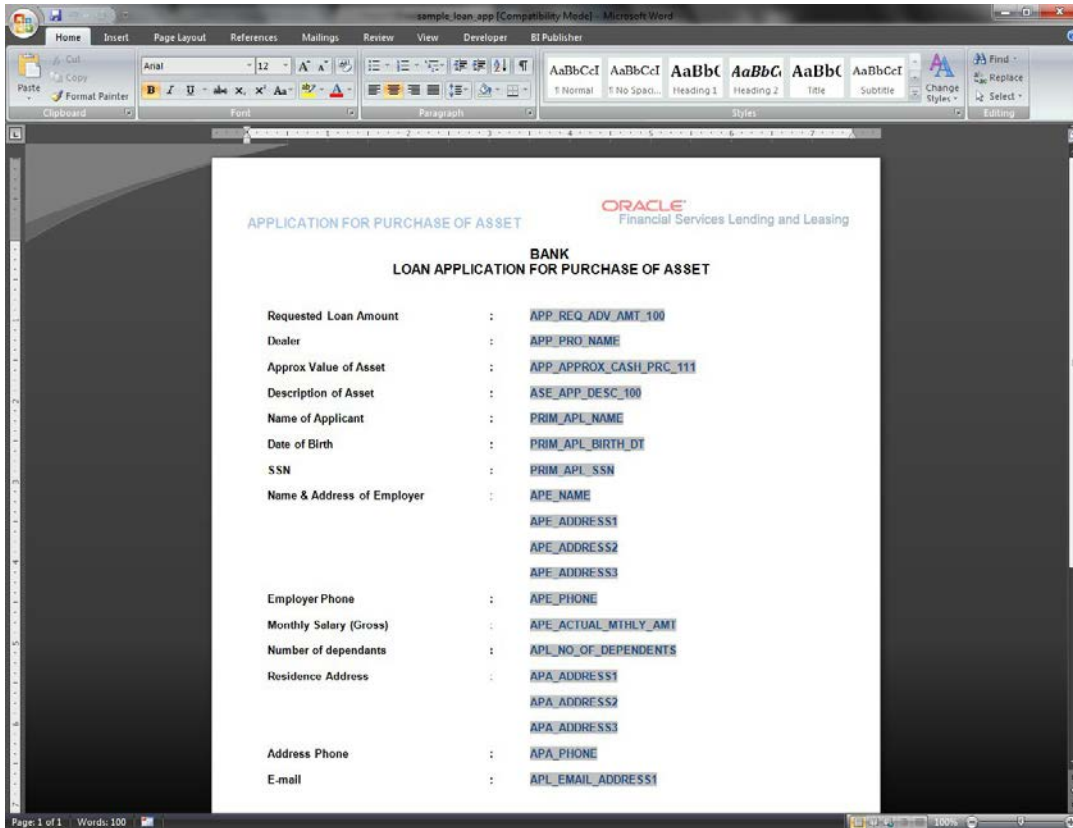 sample_loan_app [Compatibility Mode] - Microsoft Word
Home Insert Page Layout References Mailings Review View Developer BI Publisher
Cut
Copy
Format Painter
Paste
Arial 12
Clipboard Font Paragraph Styles Editing
AaBbCcI AaBbCcI AaBb( AaBbC AaBb( AaBbCcI
¶ Normal ¶ No Spaci... Heading 1 Heading 2 Title Subtitle
Change Styles
Find
Replace
Select
APPLICATION FOR PURCHASE OF ASSET
ORACLE
Financial Services Lending and Leasing
BANK
LOAN APPLICATION FOR PURCHASE OF ASSET
Requested Loan Amount : APP_REQ_ADV_AMT_100
Dealer : APP_PRO_NAME
Approx Value of Asset : APP_APPROX_CASH_PRC_111
Description of Asset : ASE_APP_DESC_100
Name of Applicant : PRIM_APL_NAME
Date of Birth : PRIM_APL_BIRTH_DT
SSN : PRIM_APL_SSN
Name & Address of Employer : APE_NAME
APE_ADDRESS1
APE_ADDRESS2
APE_ADDRESS3
Employer Phone : APE_PHONE
Monthly Salary (Gross) : APE_ACTUAL_MTHLY_AMT
Number of dependants : APL_NO_OF_DEPENDENTS
Residence Address : APA_ADDRESS1
APA_ADDRESS2
APA_ADDRESS3
Address Phone : APA_PHONE
E-mail : APL_EMAIL_ADDRESS1
Page: 1 of 1 Words: 100 100%